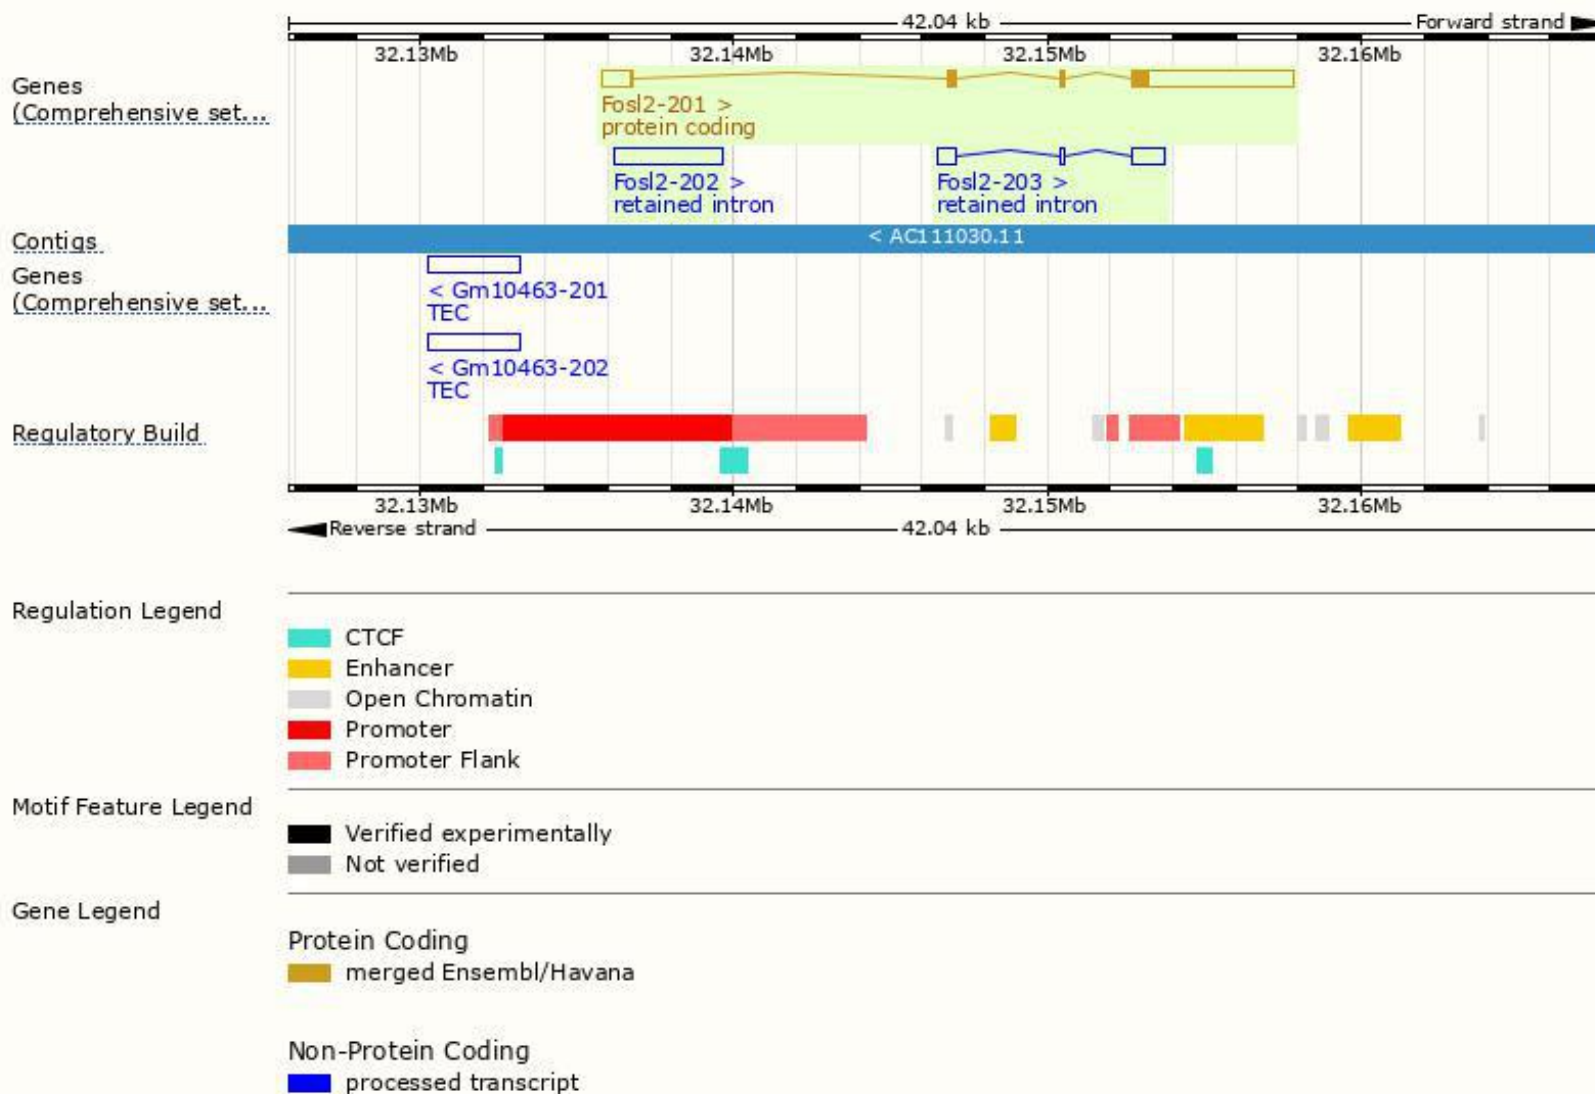 42.04 kb Forward strand
32.13Mb 32.14Mb 32.15Mb 32.16Mb
Genes
(Comprehensive set...
Fosl2-201 >
protein coding
Fosl2-202 > Fosl2-203 >
retained intron retained intron
Contigs < AC111030.11
Genes
(Comprehensive set...
< Gm10463-201
TEC
< Gm10463-202
TEC
Regulatory Build
32.13Mb 32.14Mb 32.15Mb 32.16Mb
Reverse strand 42.04 kb
Regulation Legend
CTCF
Enhancer
Open Chromatin
Promoter
Promoter Flank
Motif Feature Legend
Verified experimentally
Not verified
Gene Legend
Protein Coding
merged Ensembl/Havana
Non-Protein Coding
processed transcript